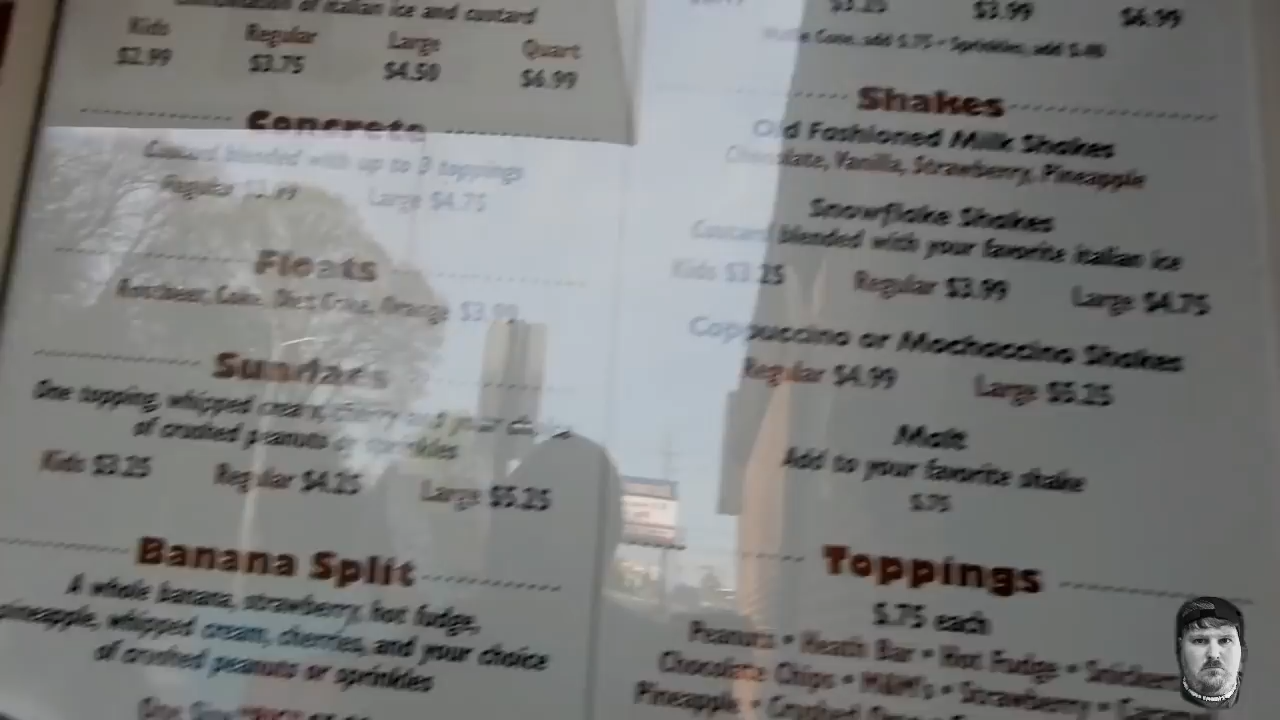 of italian ice and custard
Kids Regular Large Quart
$2.99 $3.75 $4.50 $6.99
Concrete
Custard blended with up to 3 toppings
Regular $3.99 Large $4.75
Floats
Rootbeer, Coke, Diet Coke, Orange $3.99
Sundaes
One topping, whipped cream, cherry and your choice
of crushed peanuts or sprinkles
Kids $3.25 Regular $4.25 Large $5.25
Banana Split
A whole banana, strawberry, hot fudge,
pineapple, whipped cream, cherries, and your choice
of crushed peanuts or sprinkles
One Size
$3.25 $3.99 $6.99
Waffle Cone, add $.75 • Sprinkles, add
Shakes
Old Fashioned Milk Shakes
Chocolate, Vanilla, Strawberry, Pineapple
Snowflake Shakes
Custard blended with your favorite italian ice
Kids $3.25 Regular $3.99 Large $4.75
Cappuccino or Mochaccino Shakes
Regular $4.99 Large $5.25
Malt
Add to your favorite shake
$.75
Toppings
$.75 each
Peanuts • Heath Bar • Hot Fudge • Snickers
Chocolate Chips • M&M's • Strawberry •
Pineapple • Crushed